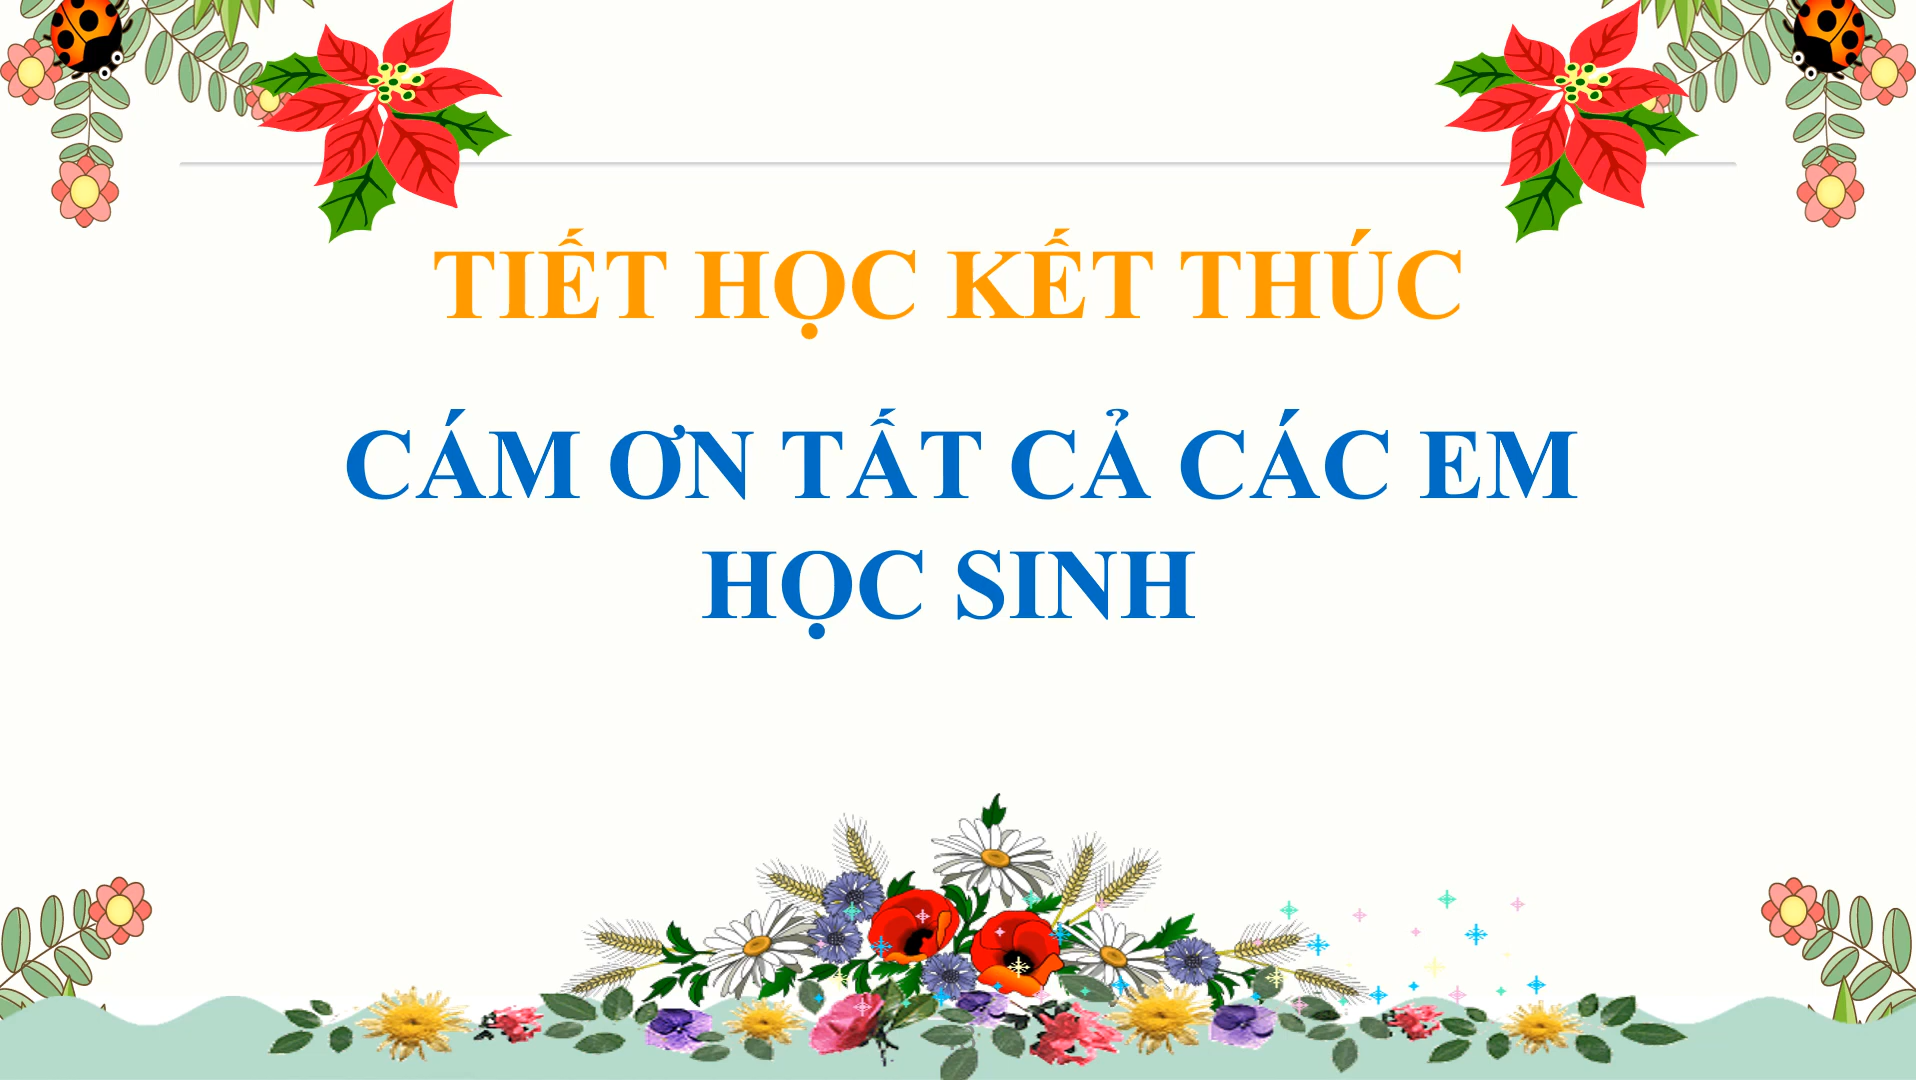 TIẾT HỌC KẾT THÚC
CÁM ƠN TẤT CẢ CÁC EM
HỌC SINH